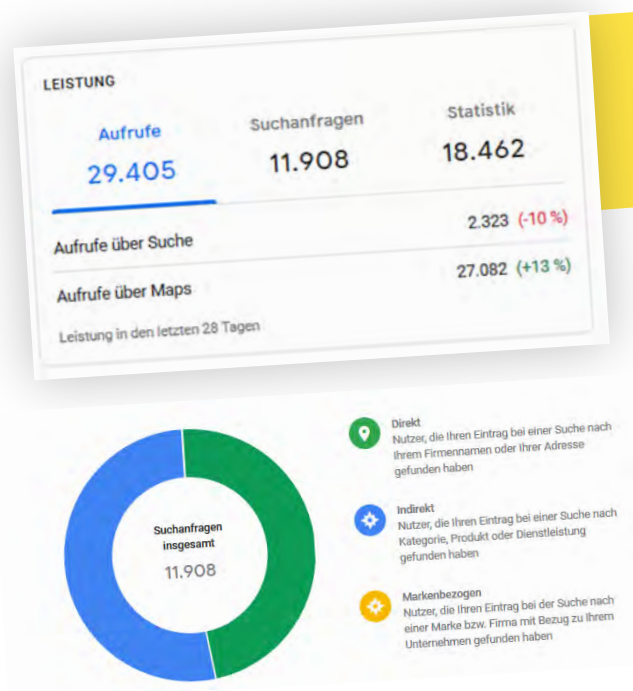 LEISTUNG
Aufrufe
Suchanfragen
Statistik
29.405
11.908
18.462
Aufrufe über Suche
2.323 (-10 %)
Aufrufe über Maps
27.082 (+13 %)
Leistung in den letzten 28 Tagen
Suchanfragen
insgesamt
11.908
Direkt
Nutzer, die Ihren Eintrag bei einer Suche nach
Ihrem Firmennamen oder Ihrer Adresse
gefunden haben
Indirekt
Nutzer, die Ihren Eintrag bei einer Suche nach
Kategorie, Produkt oder Dienstleistung
gefunden haben
Markenbezogen
Nutzer, die Ihren Eintrag bei der Suche nach
einer Marke bzw. Firma mit Bezug zu Ihrem
Unternehmen gefunden haben